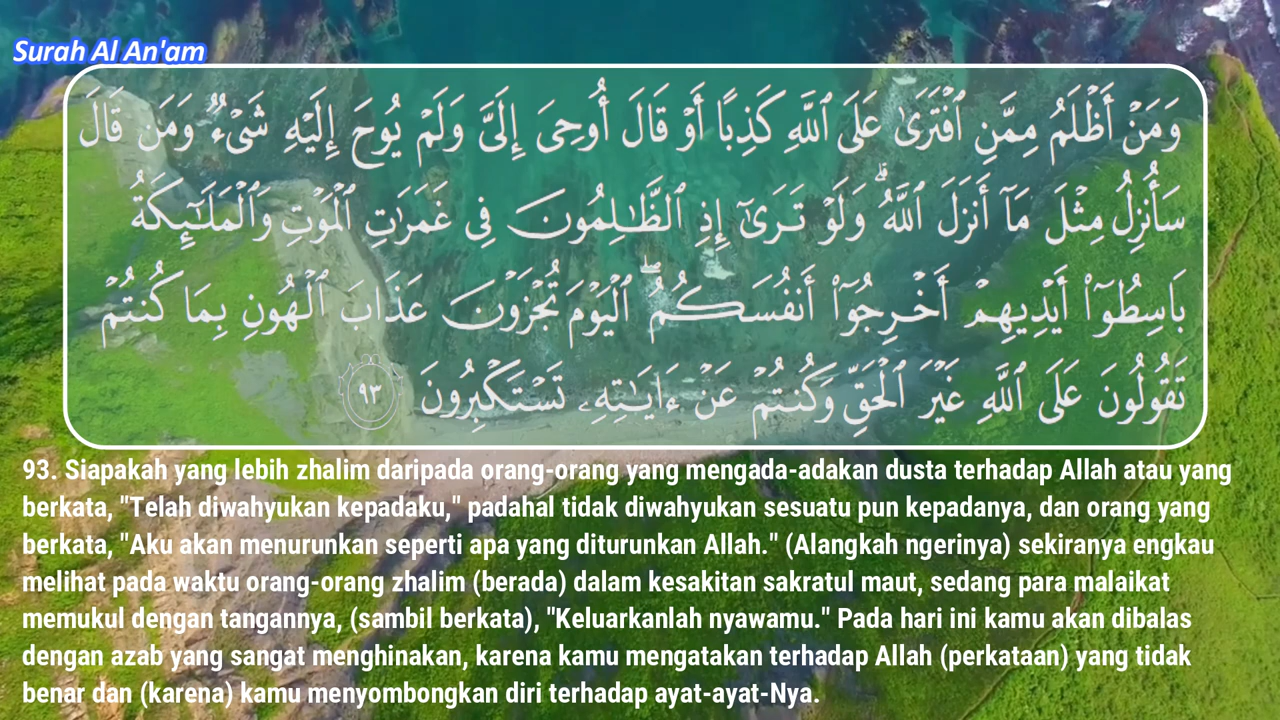 Surah Al An'am
وَمَنْ أَظْلَمُ مِمَّنِ ٱفْتَرَىٰ عَلَى ٱللَّهِ كَذِبًا أَوْ قَالَ أُوحِىَ إِلَىَّ وَلَمْ يُوحَ إِلَيْهِ شَىْءٌ وَمَن قَالَ
سَأُنزِلُ مِثْلَ مَآ أَنزَلَ ٱللَّهُ ۗ وَلَوْ تَرَىٰٓ إِذِ ٱلظَّـٰلِمُونَ فِى غَمَرَٰتِ ٱلْمَوْتِ وَٱلْمَلَـٰٓئِكَةُ
بَاسِطُوٓا۟ أَيْدِيهِمْ أَخْرِجُوٓا۟ أَنفُسَكُمُ ۖ ٱلْيَوْمَ تُجْزَوْنَ عَذَابَ ٱلْهُونِ بِمَا كُنتُمْ
تَقُولُونَ عَلَى ٱللَّهِ غَيْرَ ٱلْحَقِّ وَكُنتُمْ عَنْ ءَايَـٰتِهِۦ تَسْتَكْبِرُونَ ٩٣
93. Siapakah yang lebih zhalim daripada orang-orang yang mengada-adakan dusta terhadap Allah atau yang
berkata, "Telah diwahyukan kepadaku," padahal tidak diwahyukan sesuatu pun kepadanya, dan orang yang
berkata, "Aku akan menurunkan seperti apa yang diturunkan Allah." (Alangkah ngerinya) sekiranya engkau
melihat pada waktu orang-orang zhalim (berada) dalam kesakitan sakratul maut, sedang para malaikat
memukul dengan tangannya, (sambil berkata), "Keluarkanlah nyawamu." Pada hari ini kamu akan dibalas
dengan azab yang sangat menghinakan, karena kamu mengatakan terhadap Allah (perkataan) yang tidak
benar dan (karena) kamu menyombongkan diri terhadap ayat-ayat-Nya.